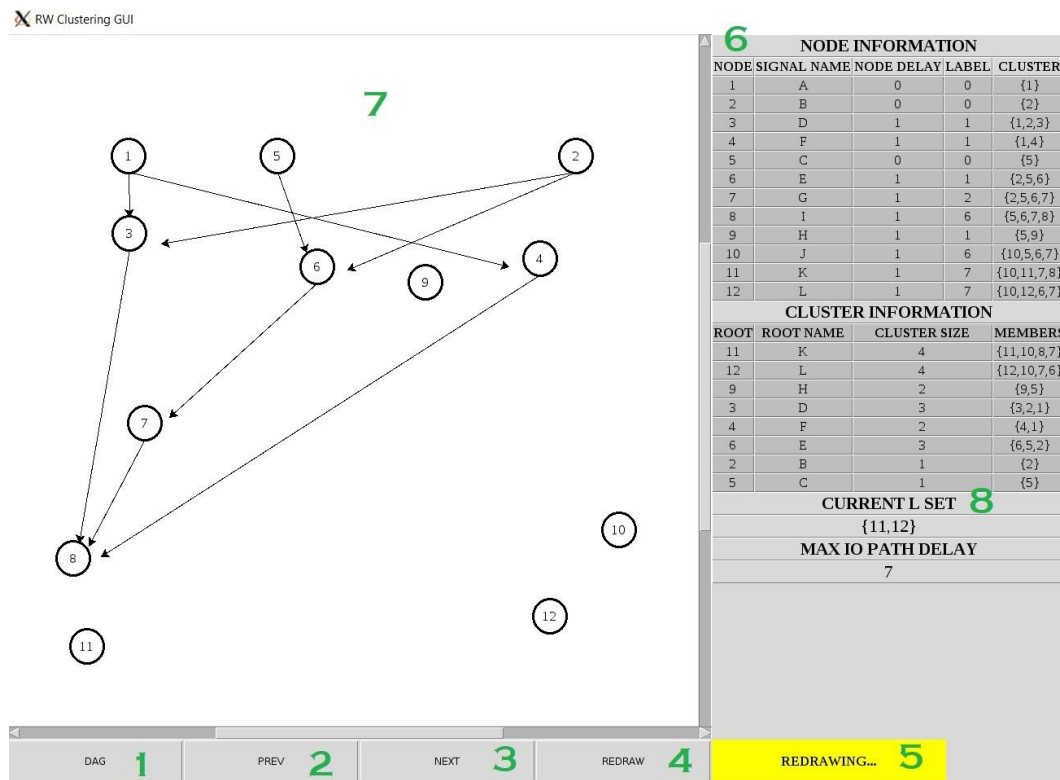 RW Clustering GUI
7
1
5
2
3
6
4
9
7
10
8
12
11
6
NODE INFORMATION
NODE SIGNAL NAME NODE DELAY LABEL CLUSTER
1 A 0 0 {1}
2 B 0 0 {2}
3 D 1 1 {1,2,3}
4 F 1 1 {1,4}
5 C 0 0 {5}
6 E 1 1 {2,5,6}
7 G 1 2 {2,5,6,7}
8 I 1 6 {5,6,7,8}
9 H 1 1 {5,9}
10 J 1 6 {10,5,6,7}
11 K 1 7 {10,11,7,8}
12 L 1 7 {10,12,6,7}
CLUSTER INFORMATION
ROOT ROOT NAME CLUSTER SIZE MEMBERS
11 K 4 {11,10,8,7}
12 L 4 {12,10,7,6}
9 H 2 {9,5}
3 D 3 {3,2,1}
4 F 2 {4,1}
6 E 3 {6,5,2}
2 B 1 {2}
5 C 1 {5}
CURRENT L SET 8
{11,12}
MAX IO PATH DELAY
7
DAG 1 PREV 2 NEXT 3 REDRAW 4 REDRAWING... 5